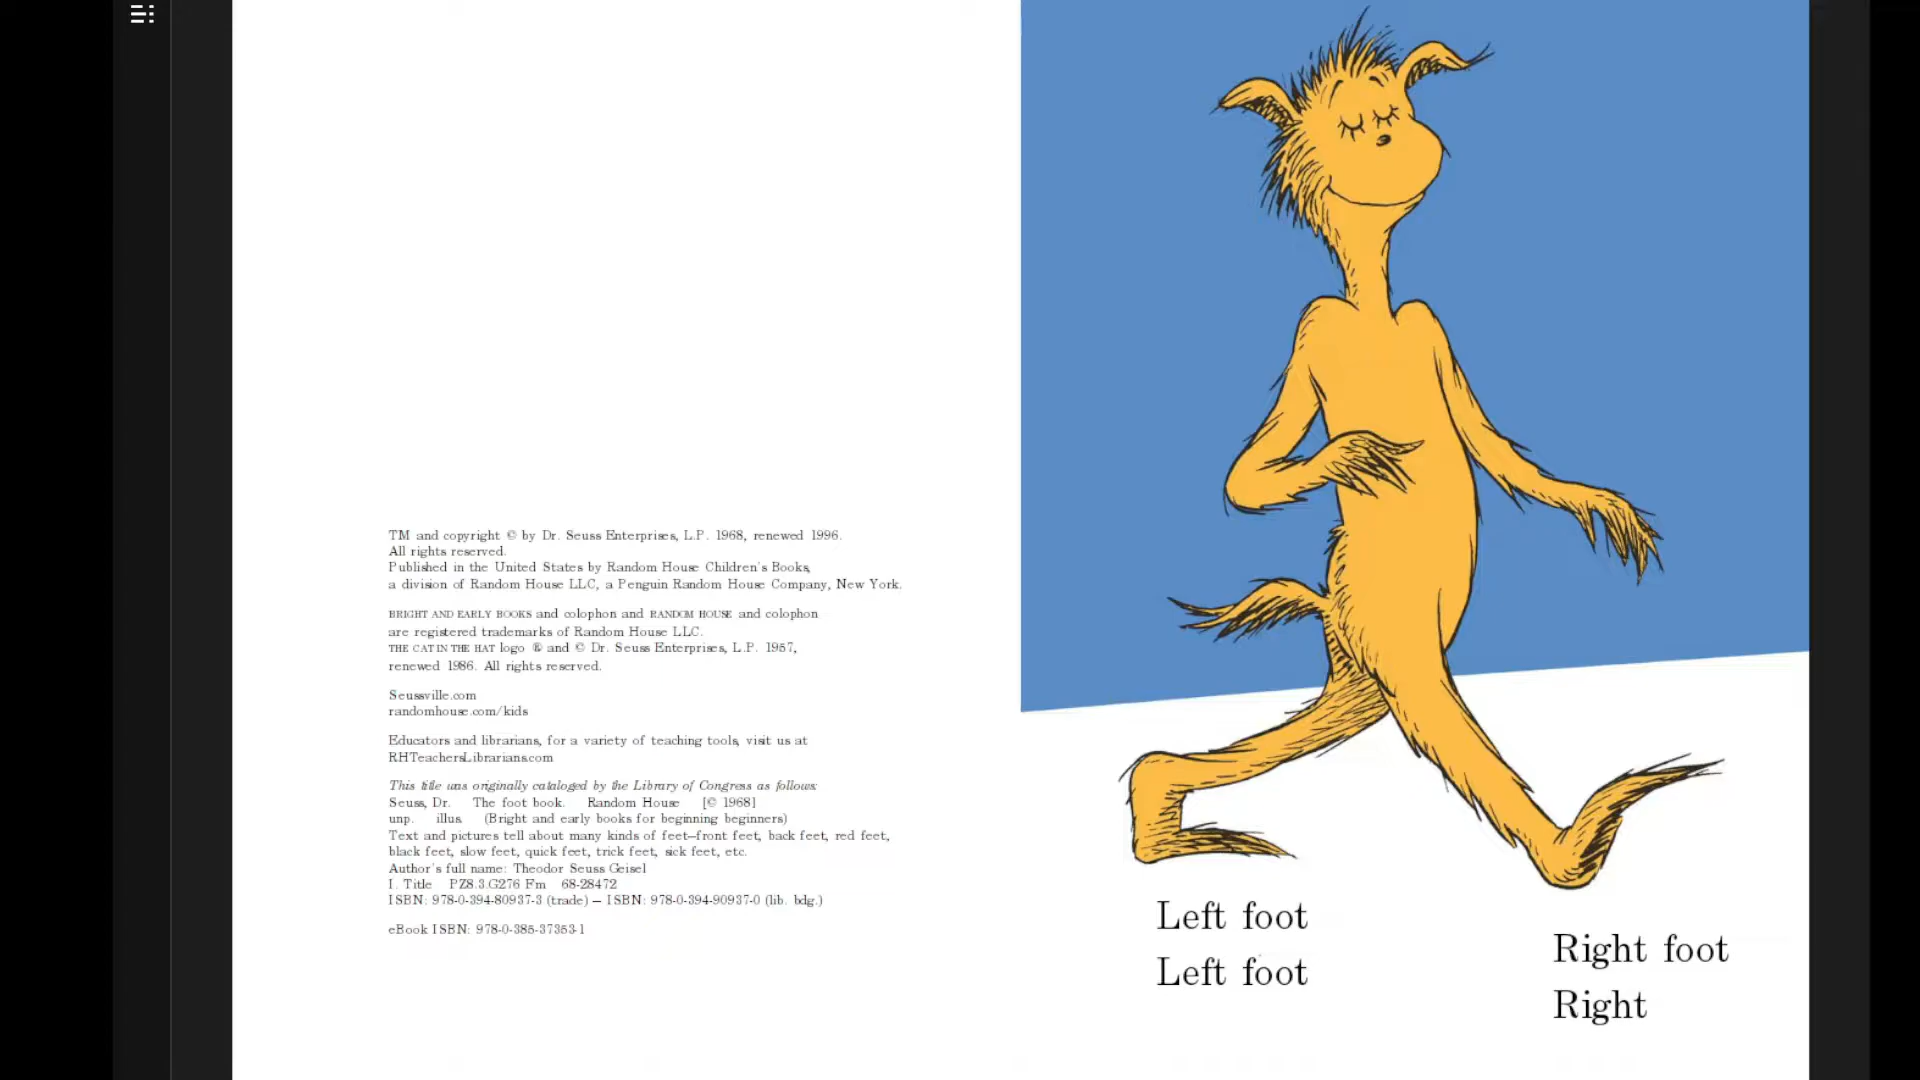 TM and copyright © by Dr. Seuss Enterprises, L.P. 1968, renewed 1996.
All rights reserved.
Published in the United States by Random House Children's Books,
a division of Random House LLC, a Penguin Random House Company, New York.
BRIGHT AND EARLY BOOKS and colophon and RANDOM HOUSE and colophon
are registered trademarks of Random House LLC.
THE CAT IN THE HAT logo ® and © Dr. Seuss Enterprises, L.P. 1957,
renewed 1986. All rights reserved.
Seussville.com
randomhouse.com/kids
Educators and librarians, for a variety of teaching tools, visit us at
RHTeachersLibrarians.com
This title was originally cataloged by the Library of Congress as follows:
Seuss, Dr. The foot book. Random House [© 1968]
unp. illus. (Bright and early books for beginning beginners)
Text and pictures tell about many kinds of feet—front feet, back feet, red feet,
black feet, slow feet, quick feet, trick feet, sick feet, etc.
Author's full name: Theodor Seuss Geisel
I. Title PZ8.3.G276 Fm 68-28472
ISBN: 978-0-394-80937-3 (trade) — ISBN: 978-0-394-90937-0 (lib. bdg.)
eBook ISBN: 978-0-385-37353-1
Left foot
Left foot
Right foot
Right